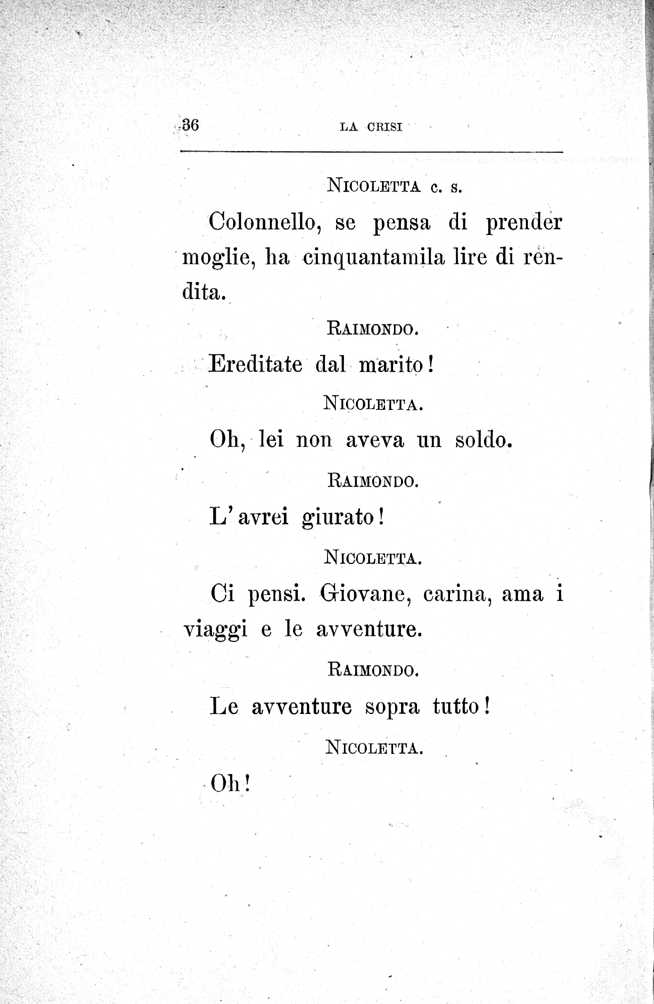 36 LA CRISI
NICOLETTA c. s.
Colonnello, se pensa di prender
moglie, ha cinquantamila lire di ren-
dita.
RAIMONDO.
Ereditate dal marito!
NICOLETTA.
Oh, lei non aveva un soldo.
RAIMONDO.
L' avrei giurato!
NICOLETTA.
Ci pensi. Giovane, carina, ama i
viaggi e le avventure.
RAIMONDO.
Le avventure sopra tutto!
NICOLETTA.
Oh!